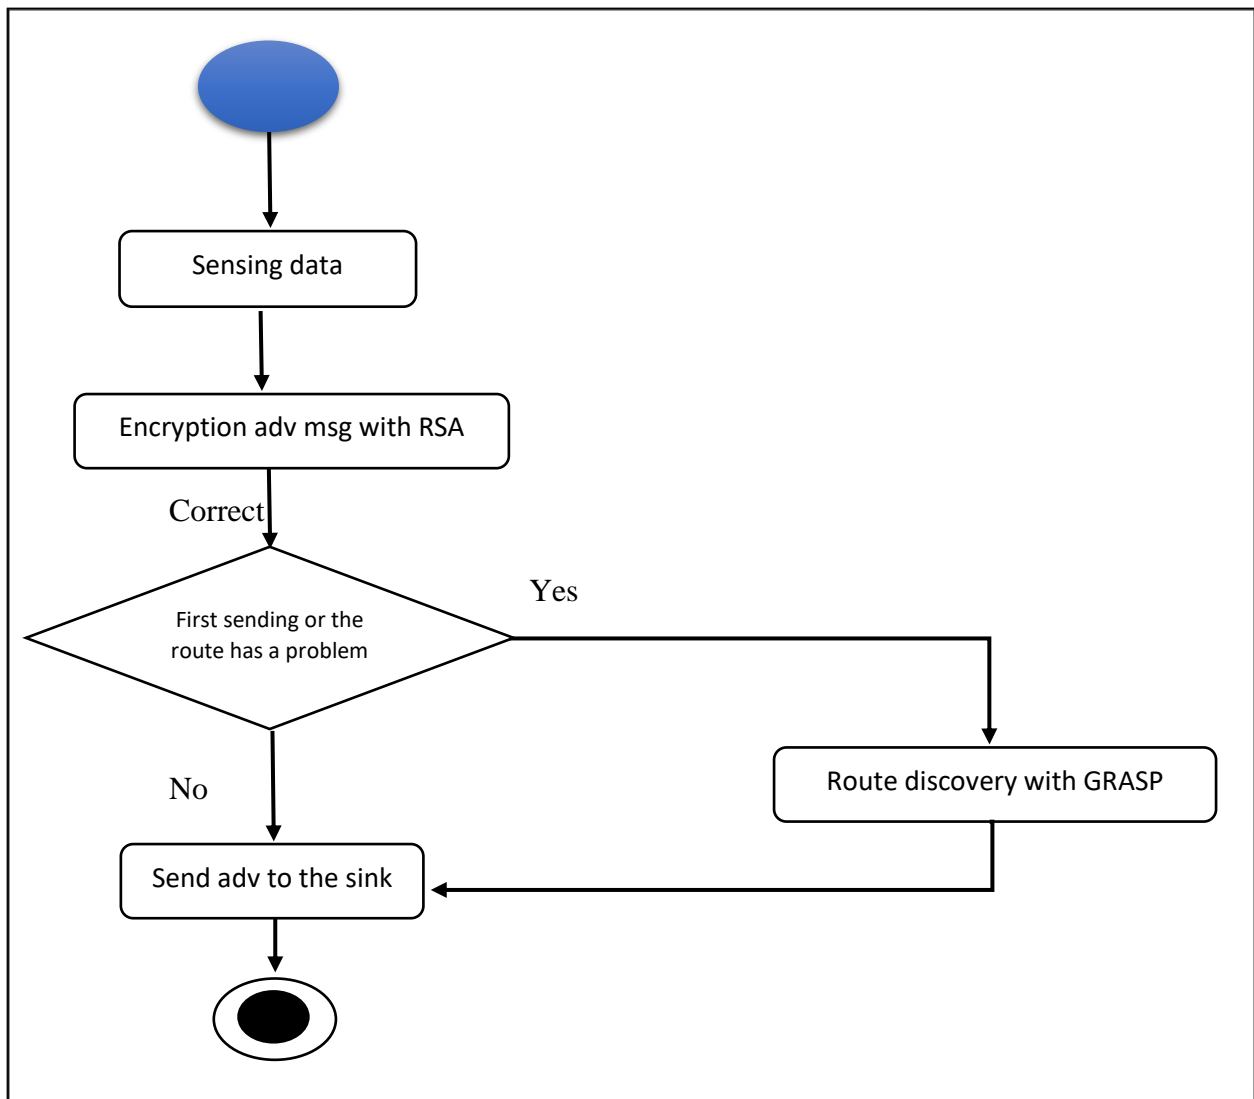 Sensing data
Encryption adv msg with RSA
Correct
First sending or the
route has a problem
Yes
No
Route discovery with GRASP
Send adv to the sink